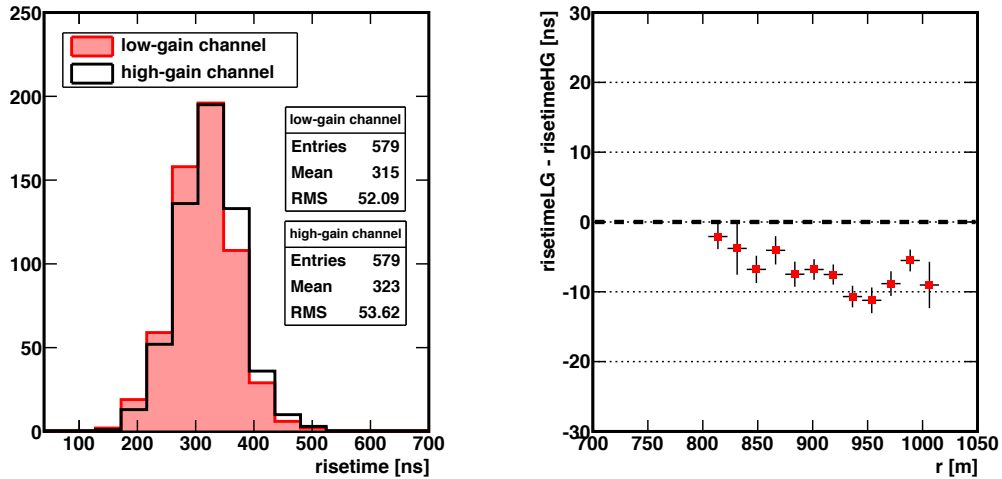 250
200
150
100
50
0
low-gain channel
high-gain channel
low-gain channel
Entries 579
Mean 315
RMS 52.09
high-gain channel
Entries 579
Mean 323
RMS 53.62
100 200 300 400 500 600 700
risetime [ns]
risetimeLG - risetimeHG [ns]
30
20
10
0
-10
-20
-30
700 750 800 850 900 950 1000 1050
r [m]